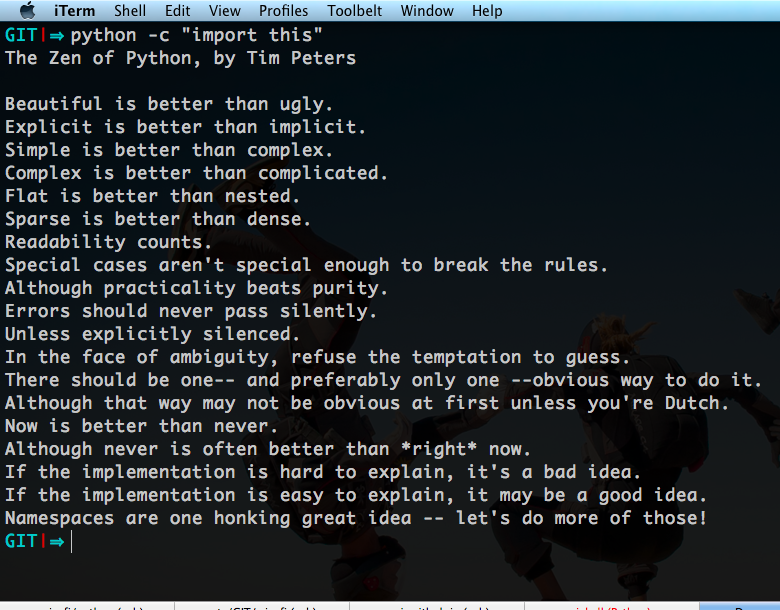 iTerm Shell Edit View Profiles Toolbelt Window Help
GIT|⇒ python -c "import this"
The Zen of Python, by Tim Peters
Beautiful is better than ugly.
Explicit is better than implicit.
Simple is better than complex.
Complex is better than complicated.
Flat is better than nested.
Sparse is better than dense.
Readability counts.
Special cases aren't special enough to break the rules.
Although practicality beats purity.
Errors should never pass silently.
Unless explicitly silenced.
In the face of ambiguity, refuse the temptation to guess.
There should be one-- and preferably only one --obvious way to do it.
Although that way may not be obvious at first unless you're Dutch.
Now is better than never.
Although never is often better than *right* now.
If the implementation is hard to explain, it's a bad idea.
If the implementation is easy to explain, it may be a good idea.
Namespaces are one honking great idea -- let's do more of those!
GIT|⇒